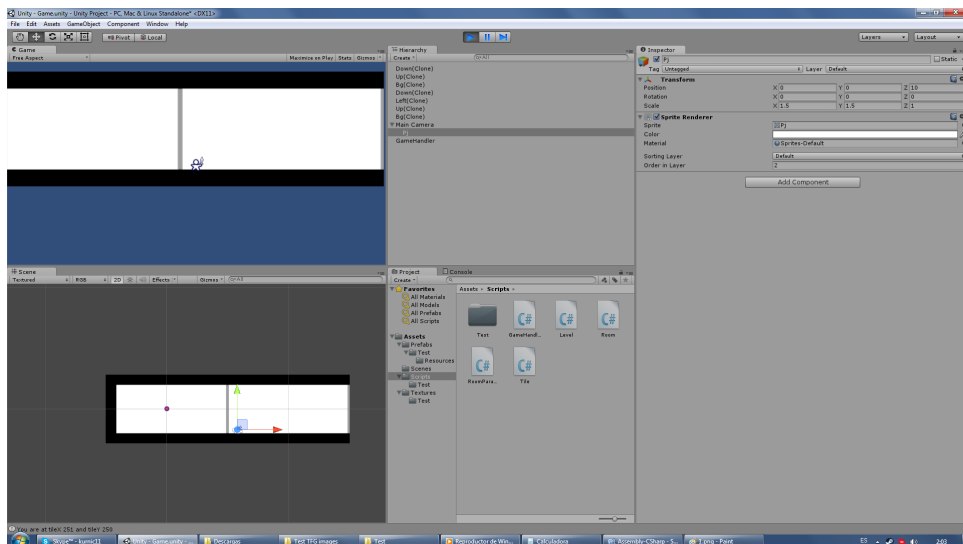 Unity - Game.unity - Unity Project - PC, Mac & Linux Standalone* <DX11>
File Edit Assets GameObject Component Window Help
Pivot Local Layers Layout
Game
Free Aspect Maximize on Play Stats Gizmos
Hierarchy
Create All
Down(Clone)
Up(Clone)
Bg(Clone)
Down(Clone)
Left(Clone)
Up(Clone)
Bg(Clone)
Main Camera
Pj
GameHandler
Inspector
Pj Static
Tag Untagged Layer Default
Transform
Position X 0 Y 0 Z 10
Rotation X 0 Y 0 Z 0
Scale X 1.5 Y 1.5 Z 1
Sprite Renderer
Sprite Pj
Color
Material Sprites-Default
Sorting Layer Default
Order in Layer 2
Add Component
Scene
Textured RGB 2D Effects Gizmos All
Project Console
Create
Favorites
All Materials
All Models
All Prefabs
All Scripts
Assets
Prefabs
Test
Resources
Scenes
Scripts
Test
Textures
Test
Assets Scripts
C# C# C#
Test GameHandl... Level Room
C# C#
RoomPara... Tile
You are at tileX 251 and tileY 250
Skype™ - kumic11 Unity - Game.unity - ... Descargas Test TFG images Test Reproductor de Win... Calculadora Assembly-CSharp - S... 1.png - Paint ES 2:03